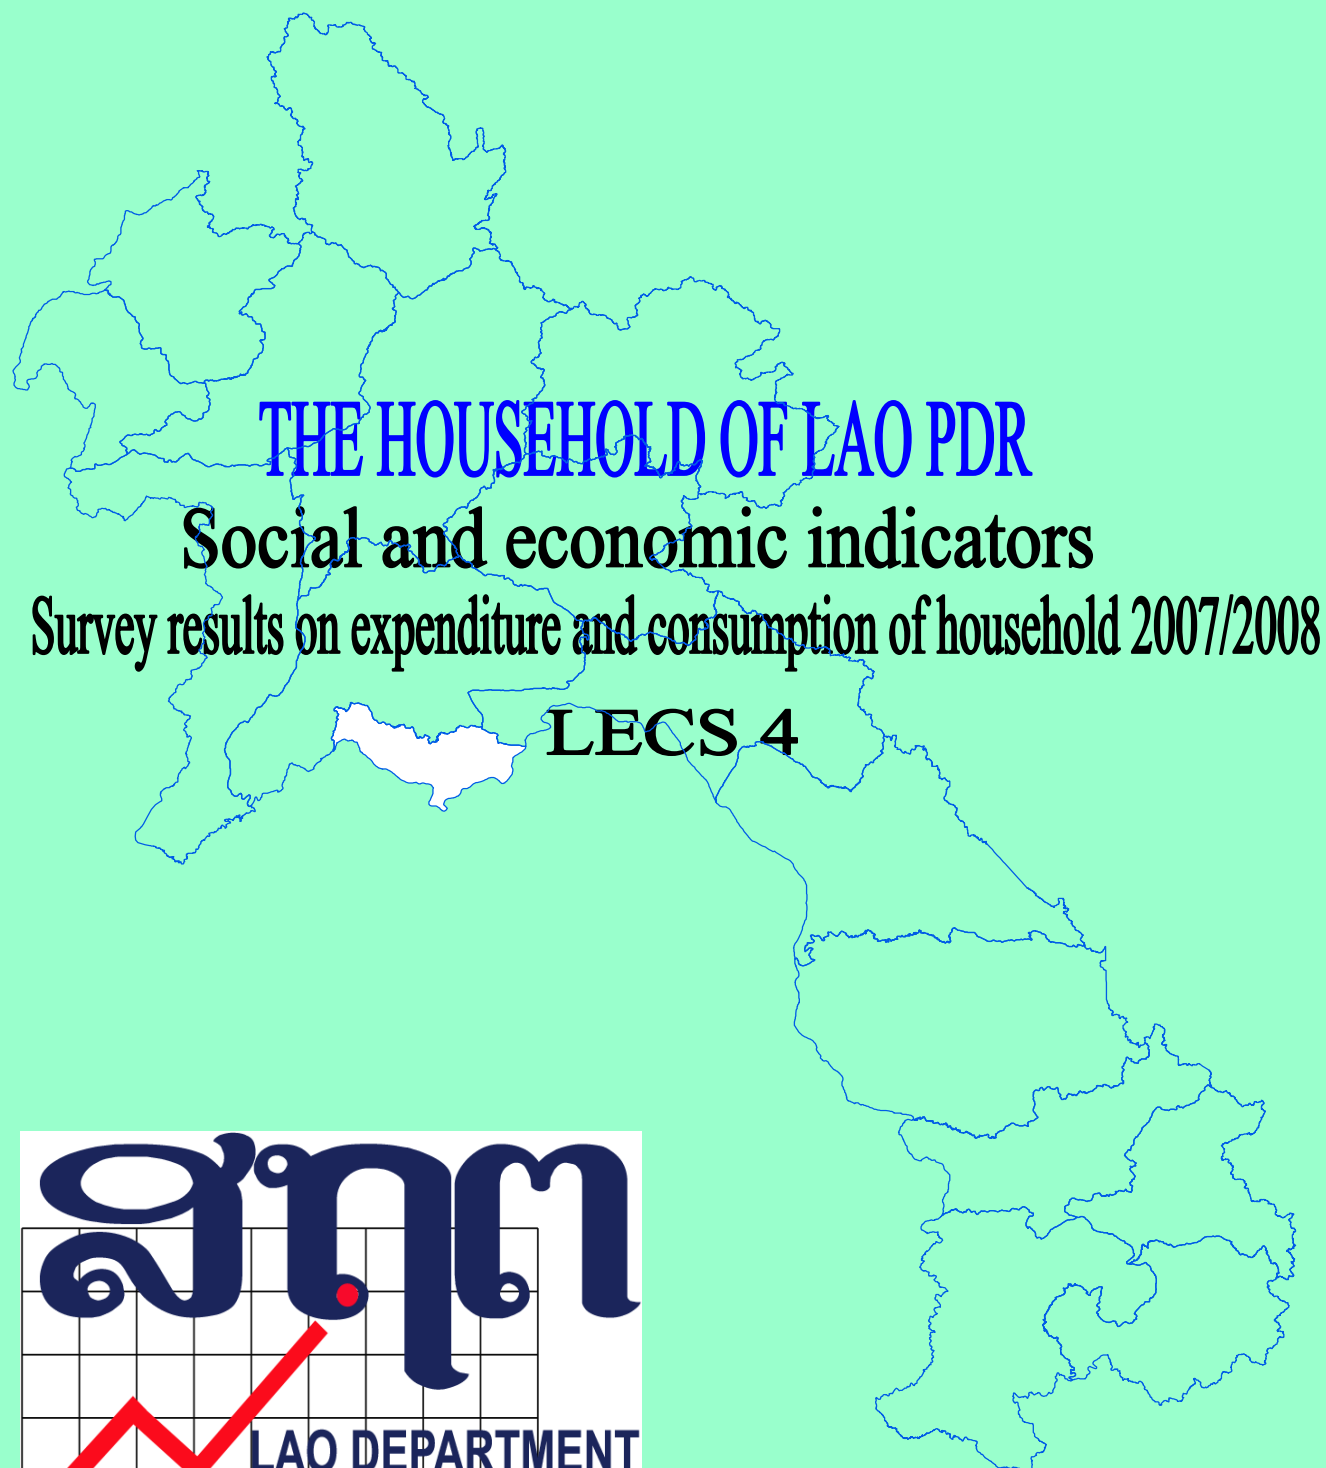 THE HOUSEHOLD OF LAO PDR
Social and economic indicators
Survey results on expenditure and consumption of household 2007/2008
LECS 4
ສຖຕ
LAO DEPARTMENT